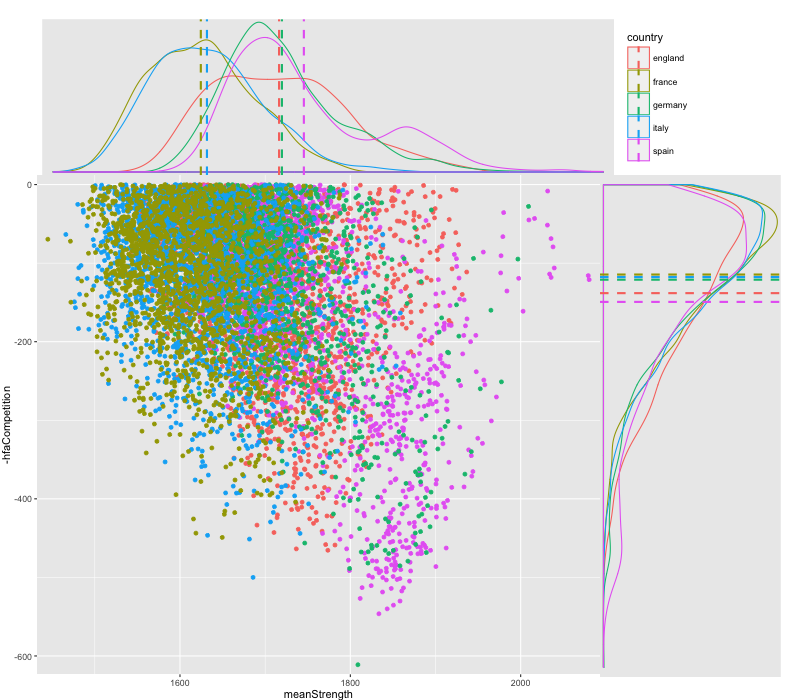 country
england
france
germany
italy
spain
0
-200
-400
-600
-hfaCompetition
1600
1800
2000
meanStrength